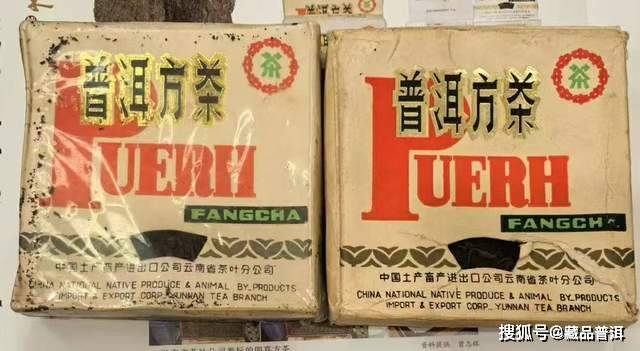 茶
普洱方茶
PUERH
FANGCHA
中国土产畜产进出口公司云南省茶叶分公司
CHINA NATIONAL NATIVE PRODUCE & ANIMAL BY.PRODUCTS
IMPORT & EXPORT CORP. YUNNAN TEA BRANCH
茶
普洱方茶
PUERH
FANGCH
中国土产畜产进出口公司云南省茶叶分公司
CHINA NATIONAL NATIVE PRODUCE & ANIMAL BY.PRODUCTS
IMPORT & EXPORT CORP. YUNNAN TEA BRANCH
搜狐号@藏品普洱